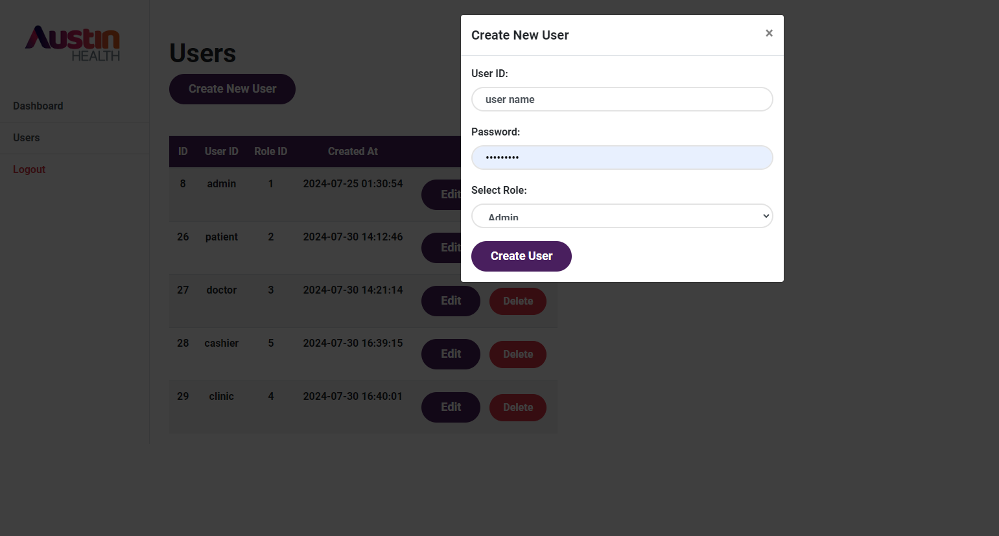 Austin
HEALTH
Dashboard
Users
Logout
Users
Create New User
ID User ID Role ID Created At
8 admin 1 2024-07-25 01:30:54 Edit
26 patient 2 2024-07-30 14:12:46 Edit
27 doctor 3 2024-07-30 14:21:14 Edit Delete
28 cashier 5 2024-07-30 16:39:15 Edit Delete
29 clinic 4 2024-07-30 16:40:01 Edit Delete
Create New User ×
User ID:
user name
Password:
•••••••••
Select Role:
Admin
Create User